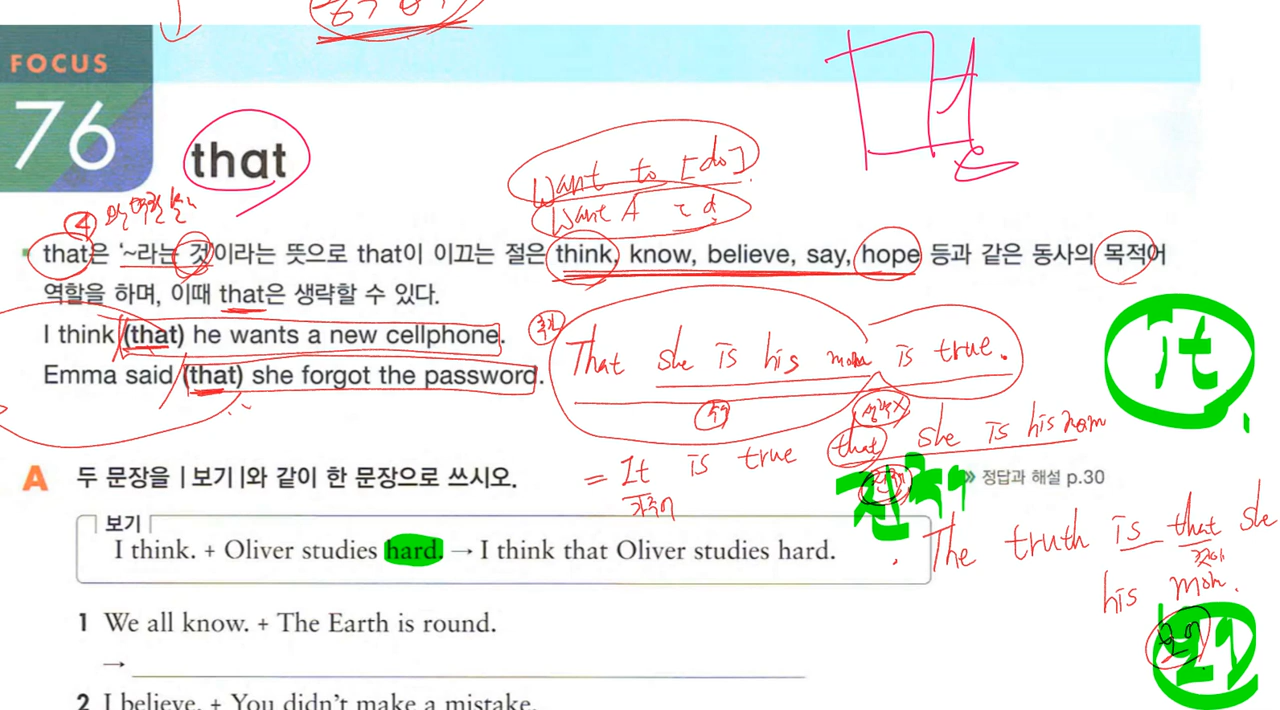 FOCUS
76
that
want to [do]
want A
that은 '~라는 것'이라는 뜻으로 that이 이끄는 절은 think, know, believe, say, hope 등과 같은 동사의 목적어
역할을 하며, 이때 that은 생략할 수 있다.
I think (that) he wants a new cellphone.
Emma said (that) she forgot the password.
That she is his mom is true.
It
= It is true that she is his mom
가주어
A 두 문장을 |보기|와 같이 한 문장으로 쓰시오.
정답과 해설 p.30
보기
I think. + Oliver studies hard. → I think that Oliver studies hard.
The truth is that she
his mom.
1 We all know. + The Earth is round.
→
2 I believe. + You didn't make a mistake.